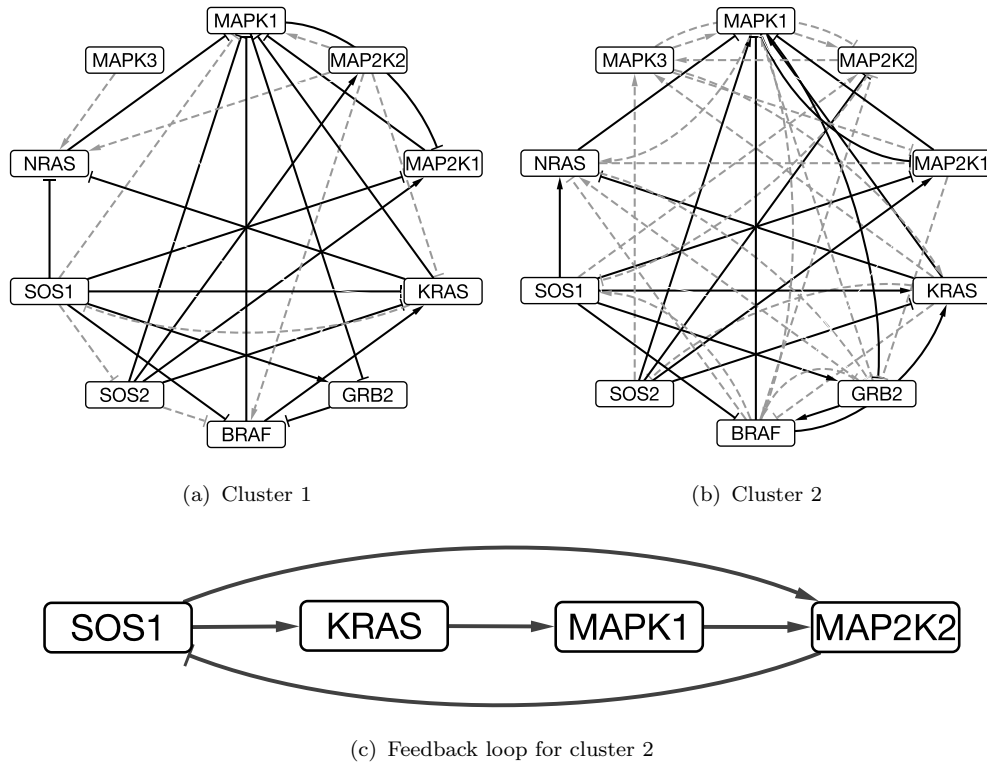 MAPK1
MAPK1
MAPK3
MAP2K2
MAPK3
MAP2K2
NRAS
MAP2K1
NRAS
MAP2K1
SOS1
KRAS
SOS1
KRAS
SOS2
GRB2
SOS2
GRB2
BRAF
BRAF
(a) Cluster 1
(b) Cluster 2
SOS1
KRAS
MAPK1
MAP2K2
(c) Feedback loop for cluster 2